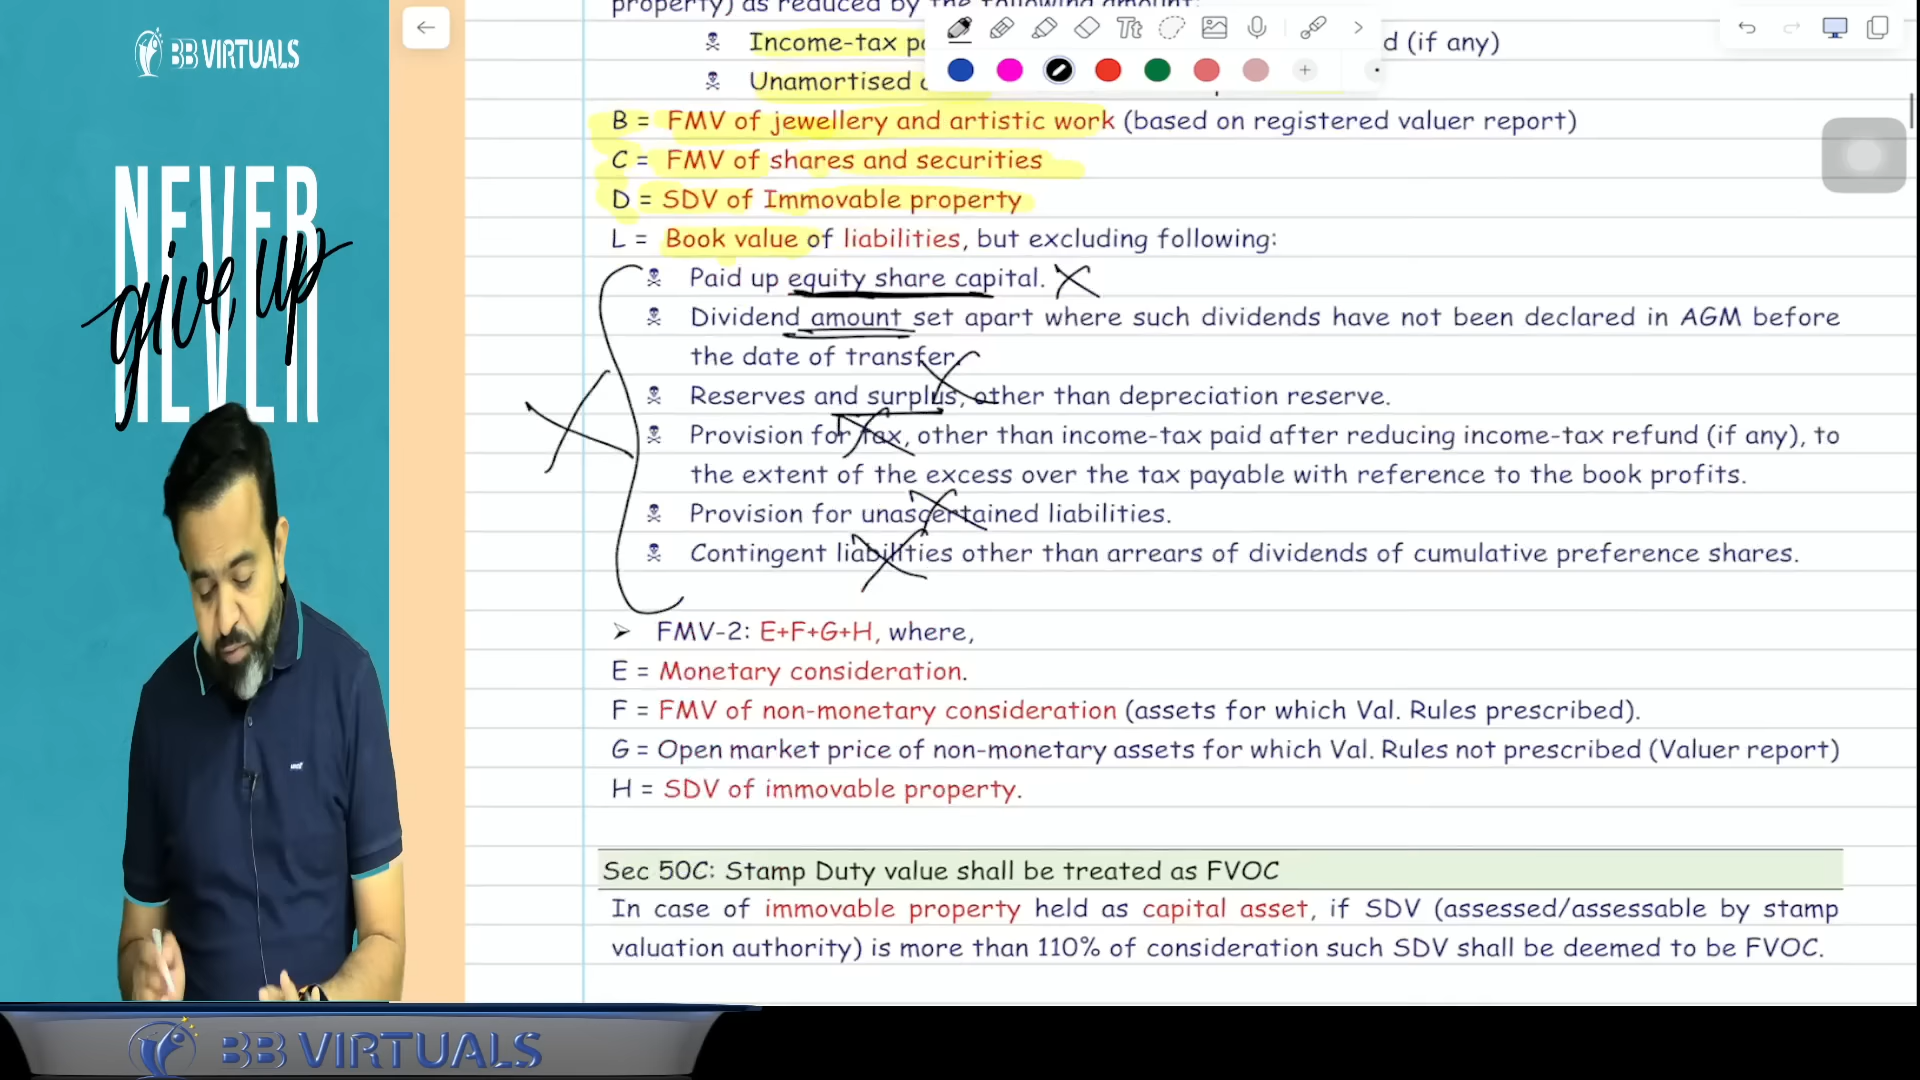 BB VIRTUALS
NEVER
give up
NEVER
property) as reduced by the following amount:
Income-tax pa
d (if any)
Unamortised
B = FMV of jewellery and artistic work (based on registered valuer report)
C = FMV of shares and securities
D = SDV of Immovable property
L = Book value of liabilities, but excluding following:
Paid up equity share capital.
Dividend amount set apart where such dividends have not been declared in AGM before
the date of transfer.
Reserves and surplus, other than depreciation reserve.
Provision for tax, other than income-tax paid after reducing income-tax refund (if any), to
the extent of the excess over the tax payable with reference to the book profits.
Provision for unascertained liabilities.
Contingent liabilities other than arrears of dividends of cumulative preference shares.
➢ FMV-2: E+F+G+H, where,
E = Monetary consideration.
F = FMV of non-monetary consideration (assets for which Val. Rules prescribed).
G = Open market price of non-monetary assets for which Val. Rules not prescribed (Valuer report)
H = SDV of immovable property.
Sec 50C: Stamp Duty value shall be treated as FVOC
In case of immovable property held as capital asset, if SDV (assessed/assessable by stamp
valuation authority) is more than 110% of consideration such SDV shall be deemed to be FVOC.
BB VIRTUALS